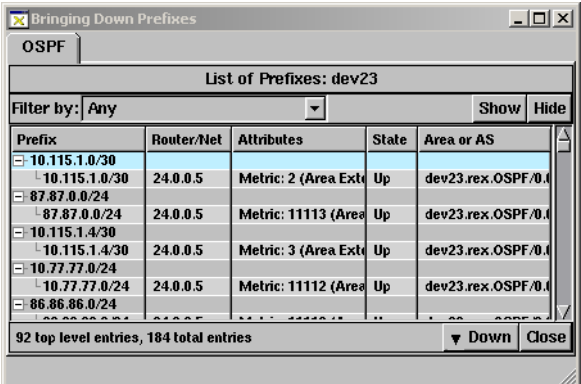 Bringing Down Prefixes
OSPF
List of Prefixes: dev23
Filter by: Any Show Hide
Prefix Router/Net Attributes State Area or AS
10.115.1.0/30
10.115.1.0/30 24.0.0.5 Metric: 2 (Area Exte Up dev23.rex.OSPF/0.0
87.87.0.0/24
87.87.0.0/24 24.0.0.5 Metric: 11113 (Area Up dev23.rex.OSPF/0.0
10.115.1.4/30
10.115.1.4/30 24.0.0.5 Metric: 3 (Area Exte Up dev23.rex.OSPF/0.0
10.77.77.0/24
10.77.77.0/24 24.0.0.5 Metric: 11112 (Area Up dev23.rex.OSPF/0.0
86.86.86.0/24
92 top level entries, 184 total entries Down Close